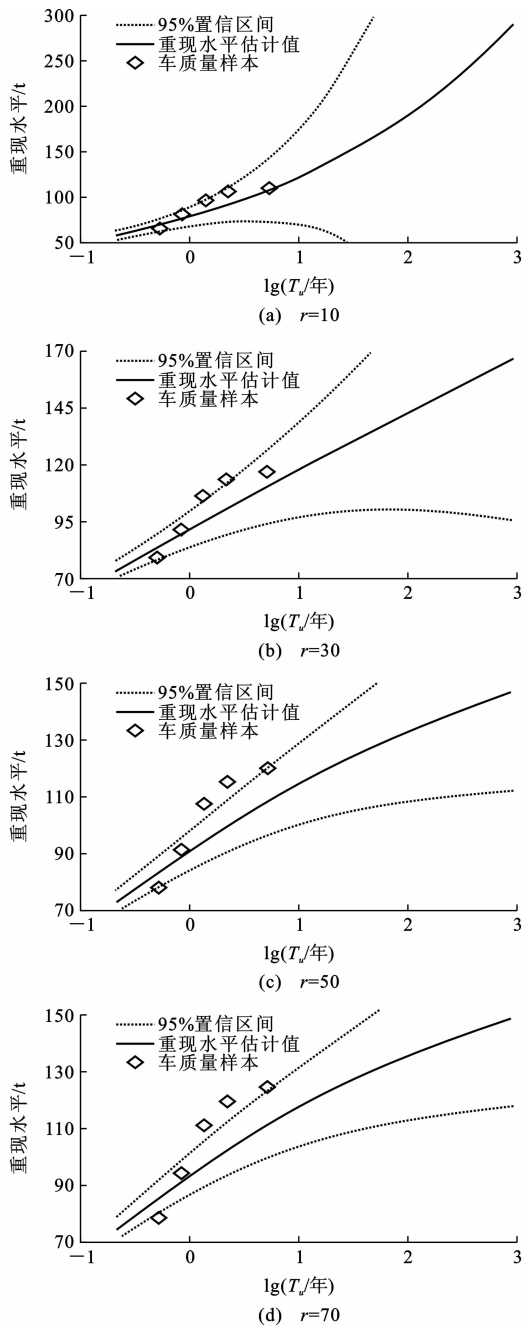 300
250
200
150
100
50
重现水平/t
95%置信区间
重现水平估计值
车质量样本
−1 0 1 2 3
lg(Tu/年)
(a) r=10
170
145
120
95
70
重现水平/t
95%置信区间
重现水平估计值
车质量样本
−1 0 1 2 3
lg(Tu/年)
(b) r=30
150
130
110
90
70
重现水平/t
95%置信区间
重现水平估计值
车质量样本
−1 0 1 2 3
lg(Tu/年)
(c) r=50
150
130
110
90
70
重现水平/t
95%置信区间
重现水平估计值
车质量样本
−1 0 1 2 3
lg(Tu/年)
(d) r=70